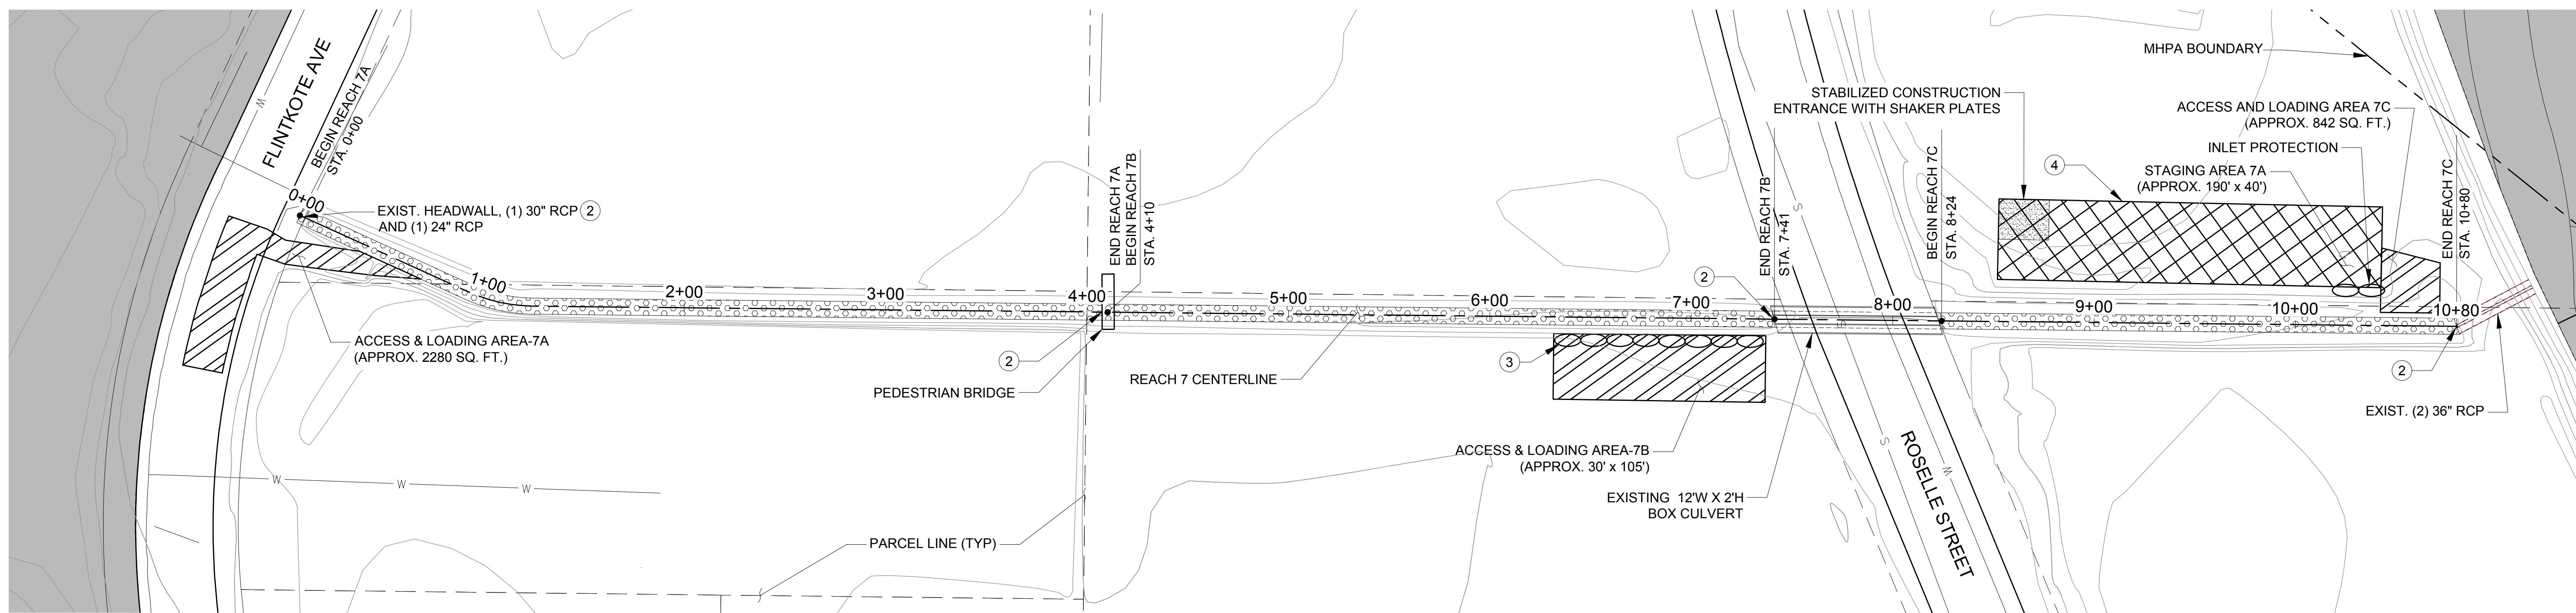 FLINTKOTE AVE
BEGIN REACH 7A
STA. 0+00
W
0+00
EXIST. HEADWALL, (1) 30" RCP 2
AND (1) 24" RCP
1+00
2+00
3+00
4+00
5+00
6+00
7+00
8+00
9+00
10+00
10+80
ACCESS & LOADING AREA-7A
(APPROX. 2280 SQ. FT.)
W
W
W
END REACH 7A
BEGIN REACH 7B
STA. 4+10
2
PEDESTRIAN BRIDGE
REACH 7 CENTERLINE
PARCEL LINE (TYP)
3
ACCESS & LOADING AREA-7B
(APPROX. 30' x 105')
EXISTING 12'W X 2'H
BOX CULVERT
2
END REACH 7B
STA. 7+41
S
S
S
W
ROSELLE STREET
BEGIN REACH 7C
STA. 8+24
STABILIZED CONSTRUCTION
ENTRANCE WITH SHAKER PLATES
4
MHPA BOUNDARY
ACCESS AND LOADING AREA 7C
(APPROX. 842 SQ. FT.)
INLET PROTECTION
STAGING AREA 7A
(APPROX. 190' x 40')
END REACH 7C
STA. 10+80
2
EXIST. (2) 36" RCP